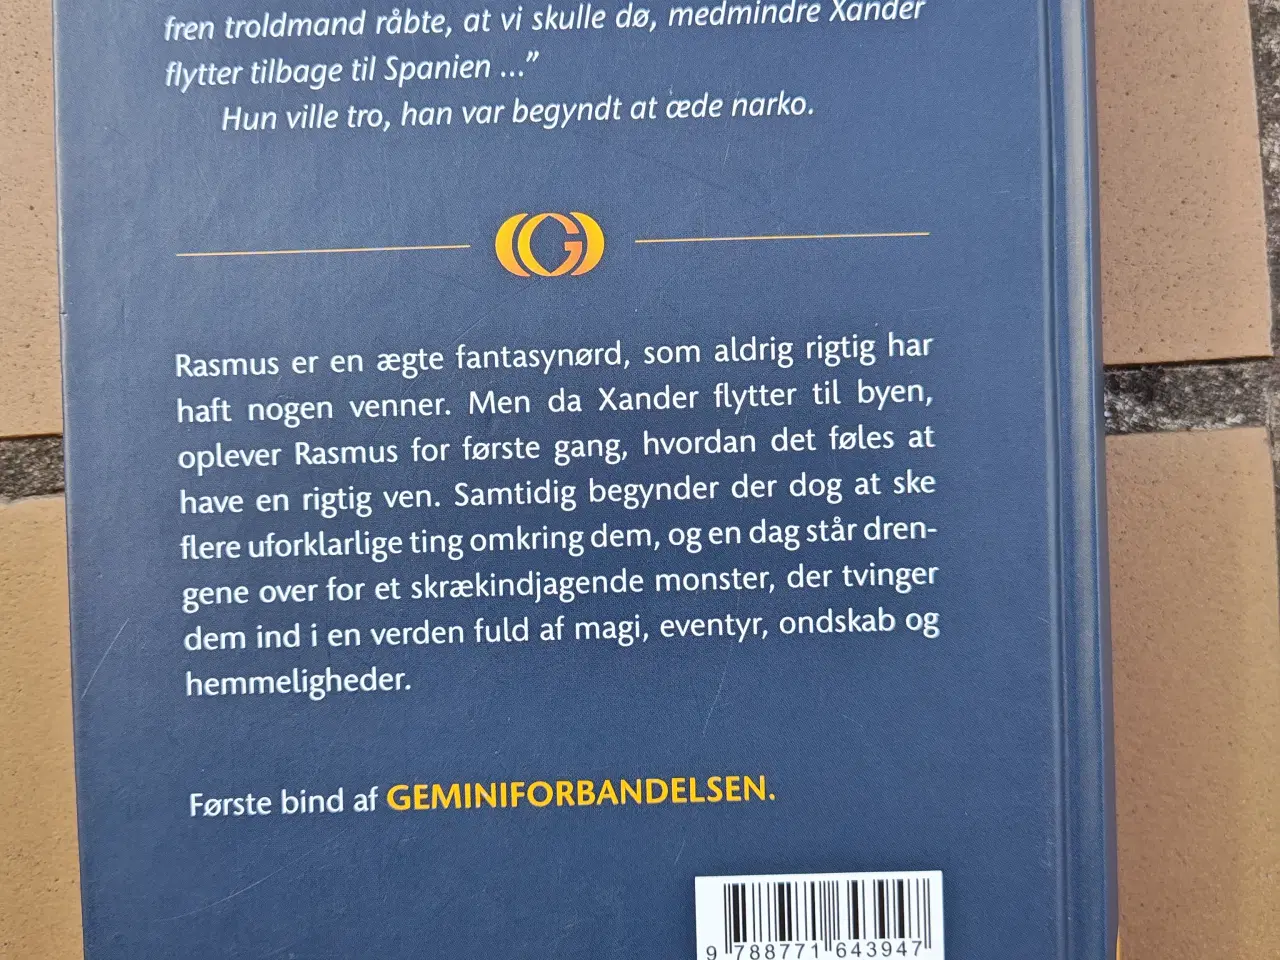 fren troldmand råbte, at vi skulle dø, medmindre Xander
flytter tilbage til Spanien ..."
Hun ville tro, han var begyndt at æde narko.
G
Rasmus er en ægte fantasynørd, som aldrig rigtig har
haft nogen venner. Men da Xander flytter til byen,
oplever Rasmus for første gang, hvordan det føles at
have en rigtig ven. Samtidig begynder der dog at ske
flere uforklarlige ting omkring dem, og en dag står dren-
gene over for et skrækindjagende monster, der tvinger
dem ind i en verden fuld af magi, eventyr, ondskab og
hemmeligheder.
Første bind af GEMINIFORBANDELSEN.
9 788771 643947